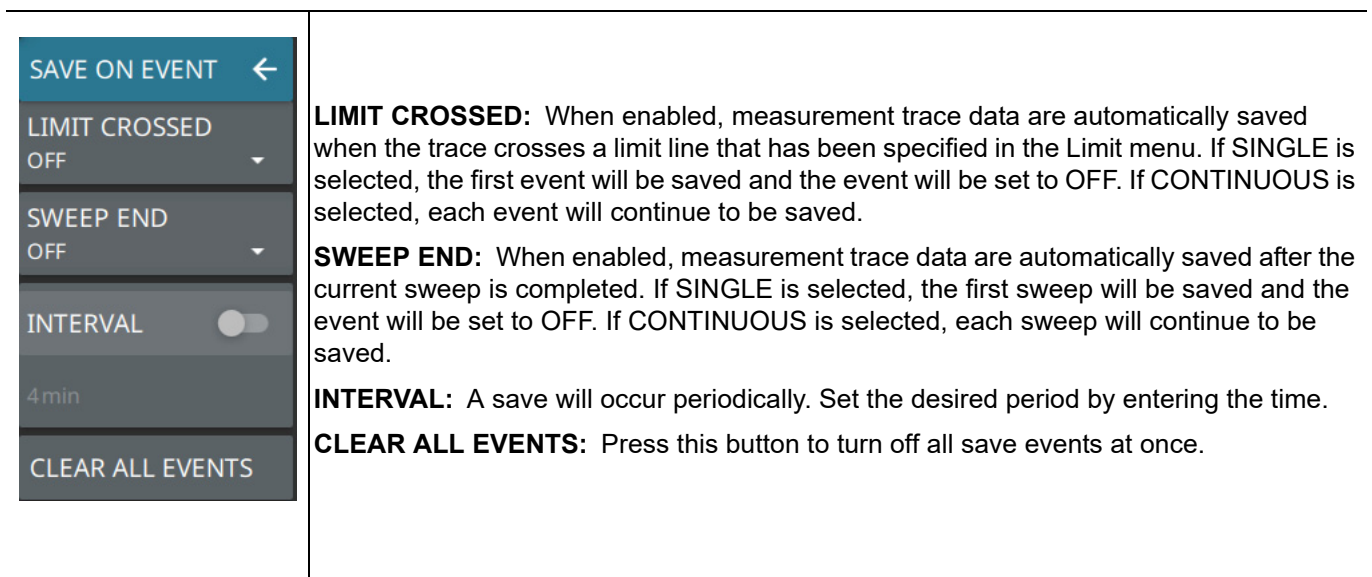 SAVE ON EVENT
LIMIT CROSSED
OFF
SWEEP END
OFF
INTERVAL
4 min
CLEAR ALL EVENTS
LIMIT CROSSED: When enabled, measurement trace data are automatically saved
when the trace crosses a limit line that has been specified in the Limit menu. If SINGLE is
selected, the first event will be saved and the event will be set to OFF. If CONTINUOUS is
selected, each event will continue to be saved.
SWEEP END: When enabled, measurement trace data are automatically saved after the
current sweep is completed. If SINGLE is selected, the first sweep will be saved and the
event will be set to OFF. If CONTINUOUS is selected, each sweep will continue to be
saved.
INTERVAL: A save will occur periodically. Set the desired period by entering the time.
CLEAR ALL EVENTS: Press this button to turn off all save events at once.